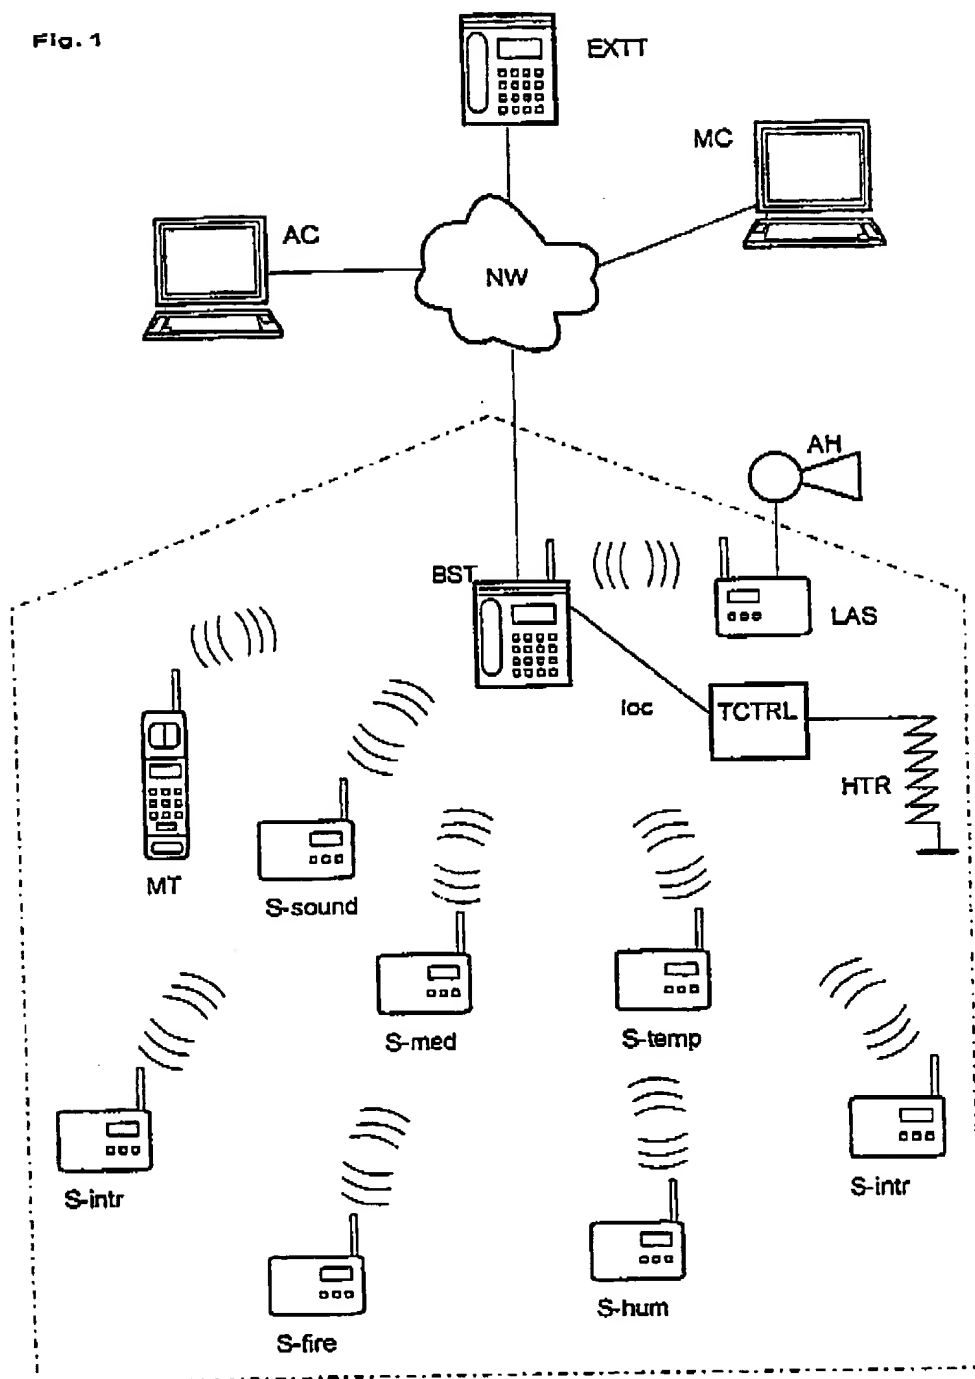 Fig. 1
EXTT
MC
AC
NW
AH
BST
LAS
loc
TCTRL
HTR
MT
S-sound
S-med
S-temp
S-intr
S-intr
S-fire
S-hum